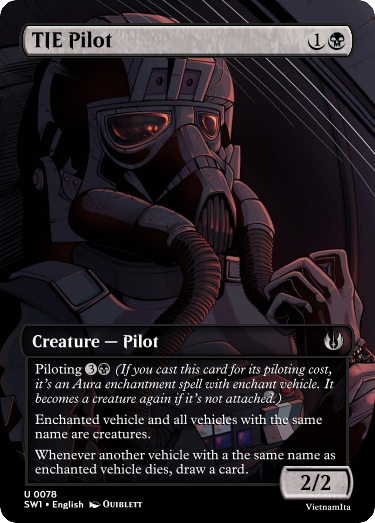 TIE Pilot 1
Creature — Pilot
Piloting 3 (If you cast this card for its piloting cost,
it's an Aura enchantment spell with enchant vehicle. It
becomes a creature again if it's not attached.)
Enchanted vehicle and all vehicles with the same
name are creatures.
Whenever another vehicle with a the same name as
enchanted vehicle dies, draw a card.
2/2
U 0078
SW1 • English Quiblett
VietnamIta